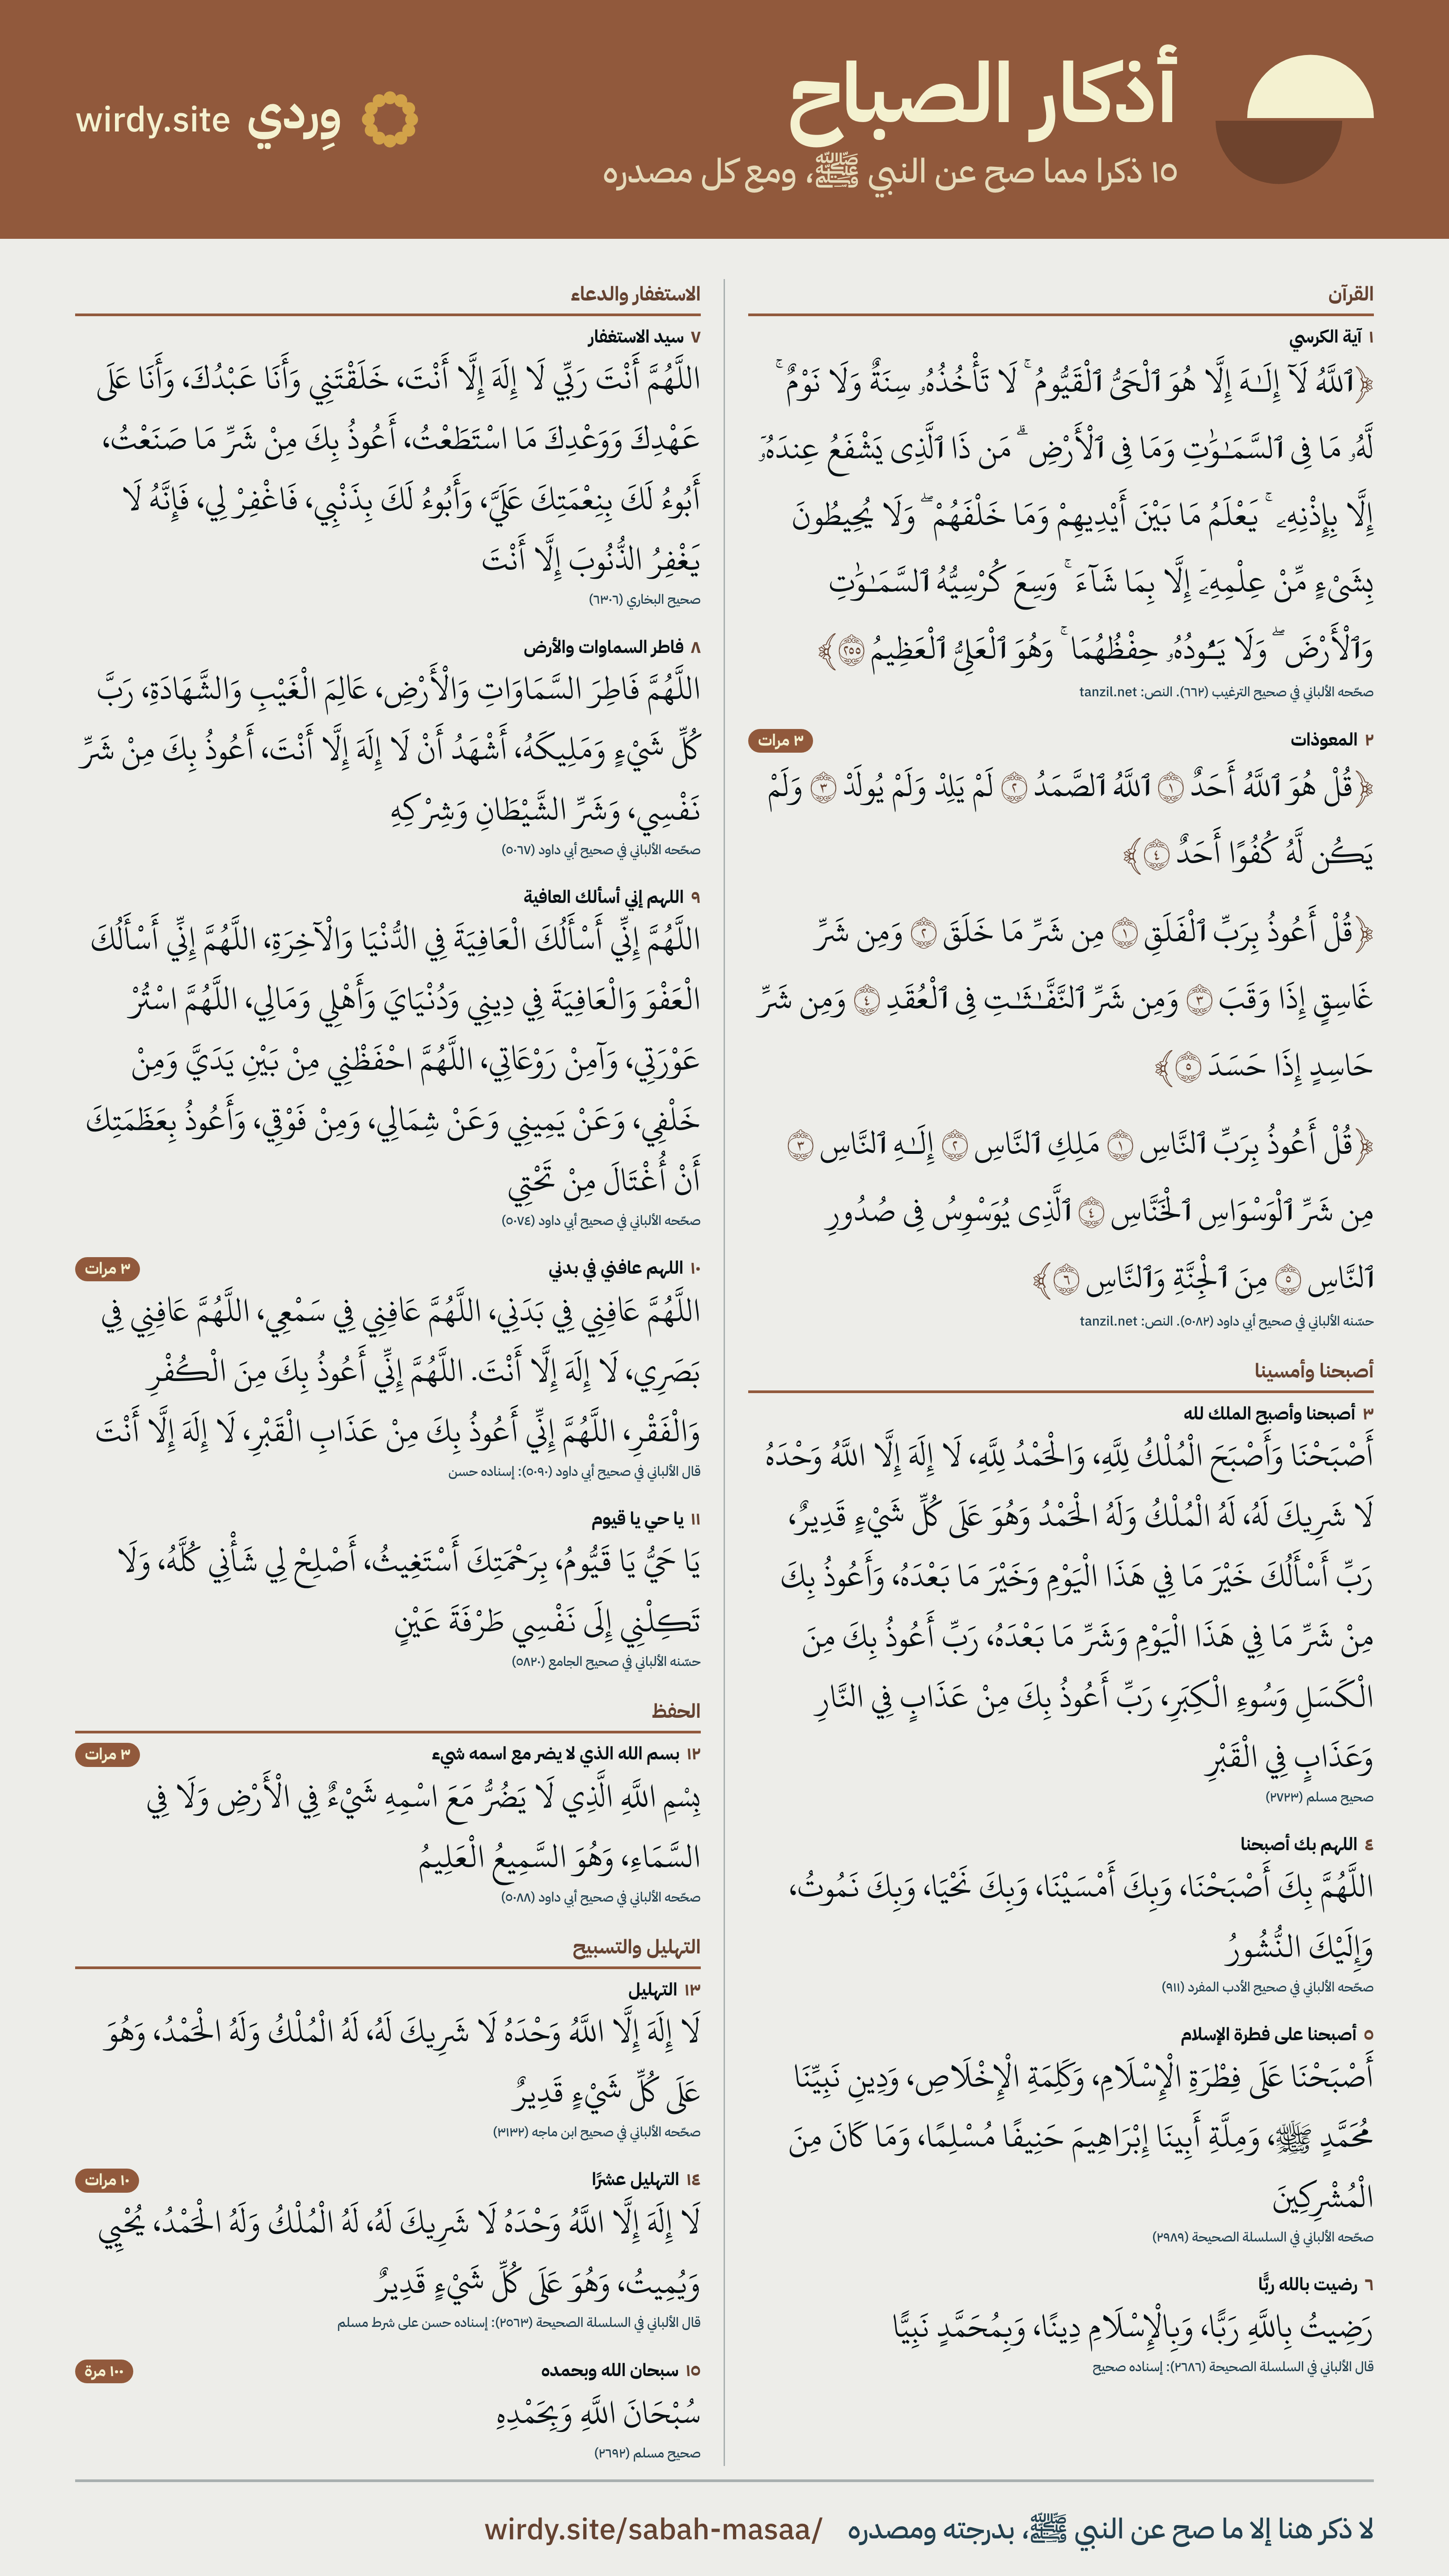 أذكار الصباح
١٥ ذكرا مما صح عن النبي ﷺ، ومع كل مصدره
وِردي wirdy.site
القرآن
١ آية الكرسي
﴿ٱللَّهُ لَآ إِلَـٰهَ إِلَّا هُوَ ٱلْحَىُّ ٱلْقَيُّومُ ۚ لَا تَأْخُذُهُۥ سِنَةٌ وَلَا نَوْمٌ ۚ
لَّهُۥ مَا فِى ٱلسَّمَـٰوَٰتِ وَمَا فِى ٱلْأَرْضِ ۗ مَن ذَا ٱلَّذِى يَشْفَعُ عِندَهُۥٓ
إِلَّا بِإِذْنِهِۦ ۚ يَعْلَمُ مَا بَيْنَ أَيْدِيهِمْ وَمَا خَلْفَهُمْ ۖ وَلَا يُحِيطُونَ
بِشَىْءٍ مِّنْ عِلْمِهِۦٓ إِلَّا بِمَا شَآءَ ۚ وَسِعَ كُرْسِيُّهُ ٱلسَّمَـٰوَٰتِ
وَٱلْأَرْضَ ۖ وَلَا يَـُٔودُهُۥ حِفْظُهُمَا ۚ وَهُوَ ٱلْعَلِىُّ ٱلْعَظِيمُ ٢٥٥﴾
صحّحه الألباني في صحيح الترغيب (٦٦٢). النص: tanzil.net
٢ المعوذات
٣ مرات
﴿قُلْ هُوَ ٱللَّهُ أَحَدٌ ١ ٱللَّهُ ٱلصَّمَدُ ٢ لَمْ يَلِدْ وَلَمْ يُولَدْ ٣ وَلَمْ
يَكُن لَّهُۥ كُفُوًا أَحَدٌ ٤﴾
﴿قُلْ أَعُوذُ بِرَبِّ ٱلْفَلَقِ ١ مِن شَرِّ مَا خَلَقَ ٢ وَمِن شَرِّ
غَاسِقٍ إِذَا وَقَبَ ٣ وَمِن شَرِّ ٱلنَّفَّـٰثَـٰتِ فِى ٱلْعُقَدِ ٤ وَمِن شَرِّ
حَاسِدٍ إِذَا حَسَدَ ٥﴾
﴿قُلْ أَعُوذُ بِرَبِّ ٱلنَّاسِ ١ مَلِكِ ٱلنَّاسِ ٢ إِلَـٰهِ ٱلنَّاسِ ٣
مِن شَرِّ ٱلْوَسْوَاسِ ٱلْخَنَّاسِ ٤ ٱلَّذِى يُوَسْوِسُ فِى صُدُورِ
ٱلنَّاسِ ٥ مِنَ ٱلْجِنَّةِ وَٱلنَّاسِ ٦﴾
حسّنه الألباني في صحيح أبي داود (٥٠٨٢). النص: tanzil.net
أصبحنا وأمسينا
٣ أصبحنا وأصبح الملك لله
أَصْبَحْنَا وَأَصْبَحَ الْمُلْكُ لِلَّهِ، وَالْحَمْدُ لِلَّهِ، لَا إِلَهَ إِلَّا اللَّهُ وَحْدَهُ
لَا شَرِيكَ لَهُ، لَهُ الْمُلْكُ وَلَهُ الْحَمْدُ وَهُوَ عَلَى كُلِّ شَيْءٍ قَدِيرٌ،
رَبِّ أَسْأَلُكَ خَيْرَ مَا فِي هَذَا الْيَوْمِ وَخَيْرَ مَا بَعْدَهُ، وَأَعُوذُ بِكَ
مِنْ شَرِّ مَا فِي هَذَا الْيَوْمِ وَشَرِّ مَا بَعْدَهُ، رَبِّ أَعُوذُ بِكَ مِنَ
الْكَسَلِ وَسُوءِ الْكِبَرِ، رَبِّ أَعُوذُ بِكَ مِنْ عَذَابٍ فِي النَّارِ
وَعَذَابٍ فِي الْقَبْرِ
صحيح مسلم (٢٧٢٣)
٤ اللهم بك أصبحنا
اللَّهُمَّ بِكَ أَصْبَحْنَا، وَبِكَ أَمْسَيْنَا، وَبِكَ نَحْيَا، وَبِكَ نَمُوتُ،
وَإِلَيْكَ النُّشُورُ
صحّحه الألباني في صحيح الأدب المفرد (٩١١)
٥ أصبحنا على فطرة الإسلام
أَصْبَحْنَا عَلَى فِطْرَةِ الْإِسْلَامِ، وَكَلِمَةِ الْإِخْلَاصِ، وَدِينِ نَبِيِّنَا
مُحَمَّدٍ ﷺ، وَمِلَّةِ أَبِينَا إِبْرَاهِيمَ حَنِيفًا مُسْلِمًا، وَمَا كَانَ مِنَ
الْمُشْرِكِينَ
صحّحه الألباني في السلسلة الصحيحة (٢٩٨٩)
٦ رضيت بالله ربًّا
رَضِيتُ بِاللَّهِ رَبًّا، وَبِالْإِسْلَامِ دِينًا، وَبِمُحَمَّدٍ نَبِيًّا
قال الألباني في السلسلة الصحيحة (٢٦٨٦): إسناده صحيح
الاستغفار والدعاء
٧ سيد الاستغفار
اللَّهُمَّ أَنْتَ رَبِّي لَا إِلَهَ إِلَّا أَنْتَ، خَلَقْتَنِي وَأَنَا عَبْدُكَ، وَأَنَا عَلَى
عَهْدِكَ وَوَعْدِكَ مَا اسْتَطَعْتُ، أَعُوذُ بِكَ مِنْ شَرِّ مَا صَنَعْتُ،
أَبُوءُ لَكَ بِنِعْمَتِكَ عَلَيَّ، وَأَبُوءُ لَكَ بِذَنْبِي، فَاغْفِرْ لِي، فَإِنَّهُ لَا
يَغْفِرُ الذُّنُوبَ إِلَّا أَنْتَ
صحيح البخاري (٦٣٠٦)
٨ فاطر السماوات والأرض
اللَّهُمَّ فَاطِرَ السَّمَاوَاتِ وَالْأَرْضِ، عَالِمَ الْغَيْبِ وَالشَّهَادَةِ، رَبَّ
كُلِّ شَيْءٍ وَمَلِيكَهُ، أَشْهَدُ أَنْ لَا إِلَهَ إِلَّا أَنْتَ، أَعُوذُ بِكَ مِنْ شَرِّ
نَفْسِي، وَشَرِّ الشَّيْطَانِ وَشِرْكِهِ
صحّحه الألباني في صحيح أبي داود (٥٠٦٧)
٩ اللهم إني أسألك العافية
اللَّهُمَّ إِنِّي أَسْأَلُكَ الْعَافِيَةَ فِي الدُّنْيَا وَالْآخِرَةِ، اللَّهُمَّ إِنِّي أَسْأَلُكَ
الْعَفْوَ وَالْعَافِيَةَ فِي دِينِي وَدُنْيَايَ وَأَهْلِي وَمَالِي، اللَّهُمَّ اسْتُرْ
عَوْرَتِي، وَآمِنْ رَوْعَاتِي، اللَّهُمَّ احْفَظْنِي مِنْ بَيْنِ يَدَيَّ وَمِنْ
خَلْفِي، وَعَنْ يَمِينِي وَعَنْ شِمَالِي، وَمِنْ فَوْقِي، وَأَعُوذُ بِعَظَمَتِكَ
أَنْ أُغْتَالَ مِنْ تَحْتِي
صحّحه الألباني في صحيح أبي داود (٥٠٧٤)
١٠ اللهم عافني في بدني
٣ مرات
اللَّهُمَّ عَافِنِي فِي بَدَنِي، اللَّهُمَّ عَافِنِي فِي سَمْعِي، اللَّهُمَّ عَافِنِي فِي
بَصَرِي، لَا إِلَهَ إِلَّا أَنْتَ. اللَّهُمَّ إِنِّي أَعُوذُ بِكَ مِنَ الْكُفْرِ
وَالْفَقْرِ، اللَّهُمَّ إِنِّي أَعُوذُ بِكَ مِنْ عَذَابِ الْقَبْرِ، لَا إِلَهَ إِلَّا أَنْتَ
قال الألباني في صحيح أبي داود (٥٠٩٠): إسناده حسن
١١ يا حي يا قيوم
يَا حَيُّ يَا قَيُّومُ، بِرَحْمَتِكَ أَسْتَغِيثُ، أَصْلِحْ لِي شَأْنِي كُلَّهُ، وَلَا
تَكِلْنِي إِلَى نَفْسِي طَرْفَةَ عَيْنٍ
حسّنه الألباني في صحيح الجامع (٥٨٢٠)
الحفظ
١٢ بسم الله الذي لا يضر مع اسمه شيء
٣ مرات
بِسْمِ اللَّهِ الَّذِي لَا يَضُرُّ مَعَ اسْمِهِ شَيْءٌ فِي الْأَرْضِ وَلَا فِي
السَّمَاءِ، وَهُوَ السَّمِيعُ الْعَلِيمُ
صحّحه الألباني في صحيح أبي داود (٥٠٨٨)
التهليل والتسبيح
١٣ التهليل
لَا إِلَهَ إِلَّا اللَّهُ وَحْدَهُ لَا شَرِيكَ لَهُ، لَهُ الْمُلْكُ وَلَهُ الْحَمْدُ، وَهُوَ
عَلَى كُلِّ شَيْءٍ قَدِيرٌ
صحّحه الألباني في صحيح ابن ماجه (٣١٣٢)
١٤ التهليل عشرًا
١٠ مرات
لَا إِلَهَ إِلَّا اللَّهُ وَحْدَهُ لَا شَرِيكَ لَهُ، لَهُ الْمُلْكُ وَلَهُ الْحَمْدُ، يُحْيِي
وَيُمِيتُ، وَهُوَ عَلَى كُلِّ شَيْءٍ قَدِيرٌ
قال الألباني في السلسلة الصحيحة (٢٥٦٣): إسناده حسن على شرط مسلم
١٥ سبحان الله وبحمده
١٠٠ مرة
سُبْحَانَ اللَّهِ وَبِحَمْدِهِ
صحيح مسلم (٢٦٩٢)
لا ذكر هنا إلا ما صح عن النبي ﷺ، بدرجته ومصدره wirdy.site/sabah-masaa/